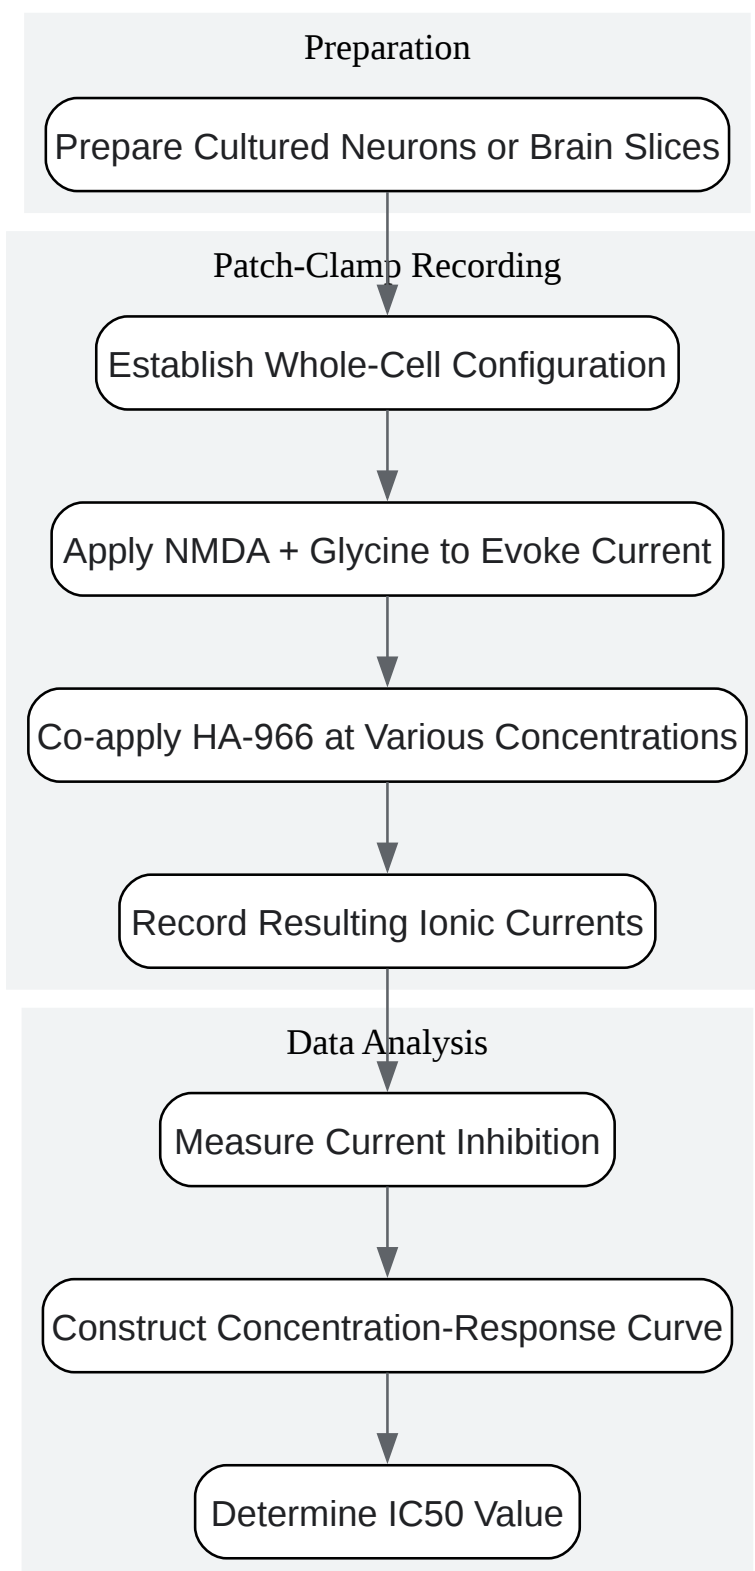 Preparation
Prepare Cultured Neurons or Brain Slices
Patch-Clamp Recording
Establish Whole-Cell Configuration
Apply NMDA + Glycine to Evoke Current
Co-apply HA-966 at Various Concentrations
Record Resulting Ionic Currents
Data Analysis
Measure Current Inhibition
Construct Concentration-Response Curve
Determine IC50 Value